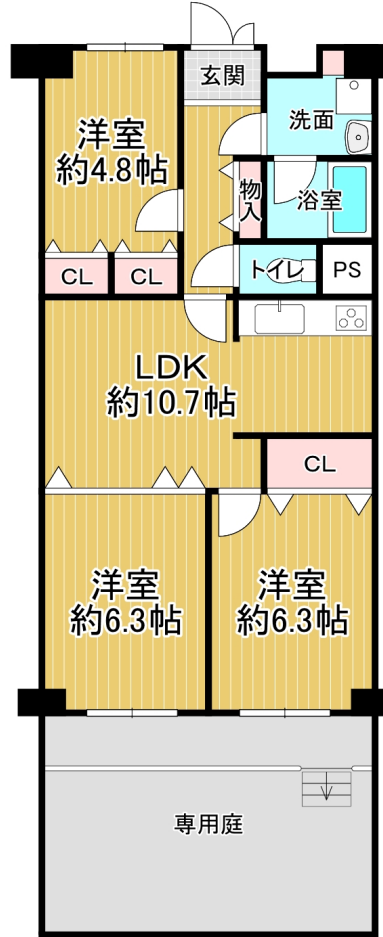 玄関
洋室
約4.8帖
洗面
物入
浴室
CL
CL
トイレ
PS
LDK
約10.7帖
CL
洋室
約6.3帖
洋室
約6.3帖
専用庭